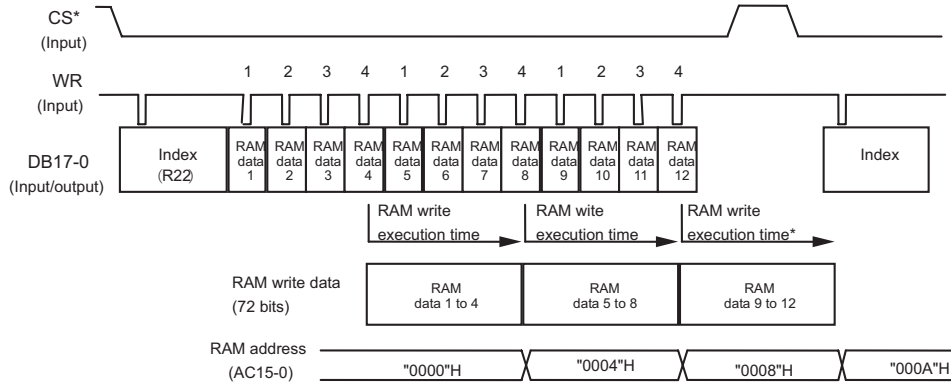 CS*
(Input)
1 2 3 4 1 2 3 4 1 2 3 4
WR
(Input)
DB17-0
(Input/output)
Index
(R22)
RAM data 1
RAM data 2
RAM data 3
RAM data 4
RAM data 5
RAM data 6
RAM data 7
RAM data 8
RAM data 9
RAM data 10
RAM data 11
RAM data 12
Index
RAM write
execution time
RAM wite
execution time
RAM write
execution time*
RAM write data
(72 bits)
RAM
data 1 to 4
RAM
data 5 to 8
RAM
data 9 to 12
RAM address
(AC15-0)
"0000"H
"0004"H
"0008"H
"000A"H